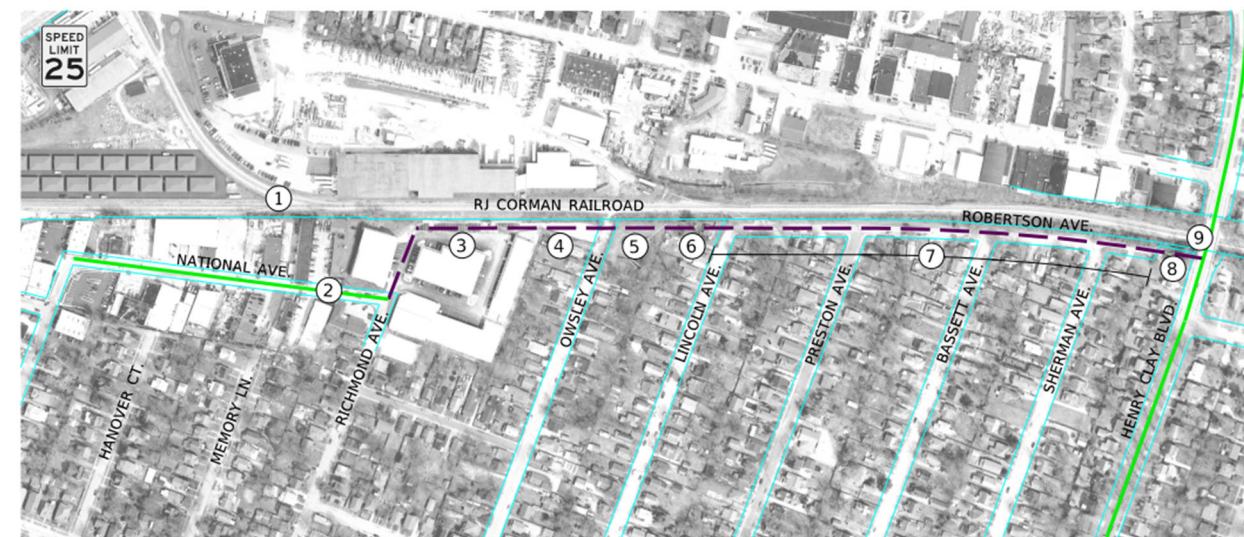 SPEED
LIMIT
25
1
RJ CORMAN RAILROAD
ROBERTSON AVE.
NATIONAL AVE.
2
3
4
5
6
7
8
9
HANOVER CT.
MEMORY LN.
RICHMOND AVE.
OWSLEY AVE.
LINCOLN AVE.
PRESTON AVE.
BASSETT AVE.
SHERMAN AVE.
HENRY CLAY BLVD.